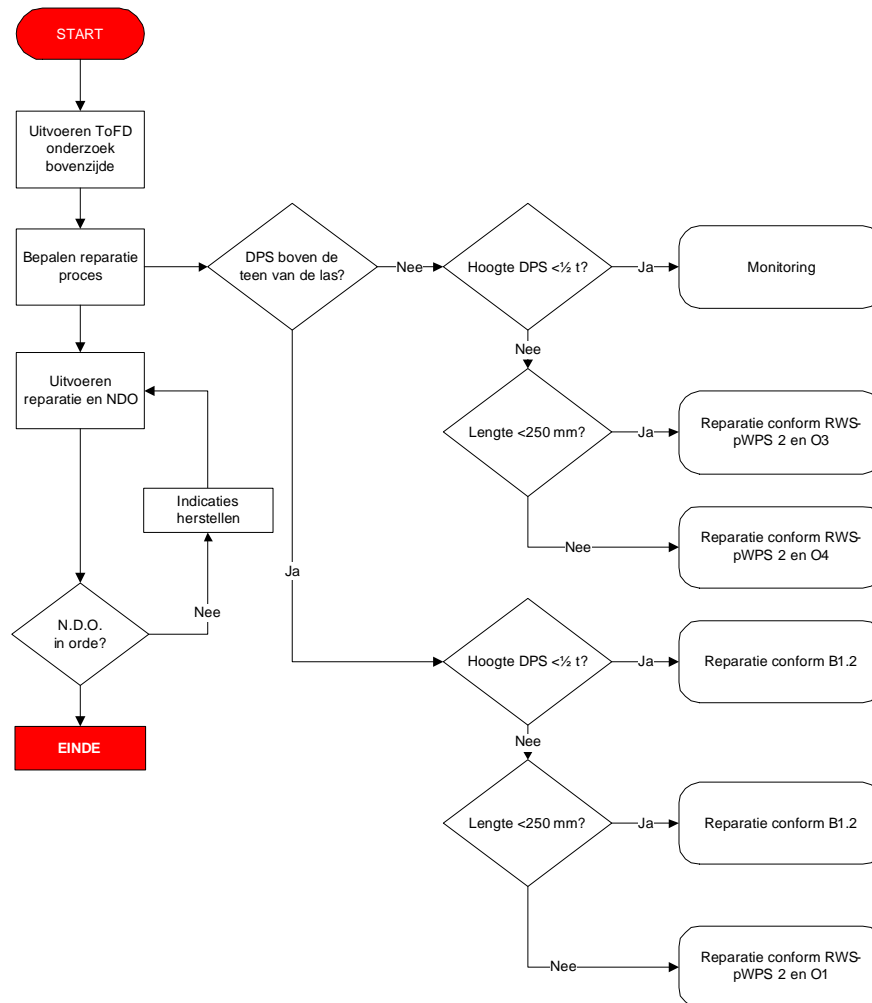 START
Uitvoeren ToFD
onderzoek
bovenzijde
Bepalen reparatie
proces
DPS boven de
teen van de las?
Nee
Hoogte DPS <½ t?
Ja
Monitoring
Nee
Uitvoeren
reparatie en NDO
Lengte <250 mm?
Ja
Reparatie conform RWS-
pWPS 2 en O3
Indicaties
herstellen
Nee
Reparatie conform RWS-
pWPS 2 en O4
Ja
Nee
N.D.O.
in orde?
Hoogte DPS <½ t?
Ja
Reparatie conform B1.2
EINDE
Nee
Lengte <250 mm?
Ja
Reparatie conform B1.2
Nee
Reparatie conform RWS-
pWPS 2 en O1